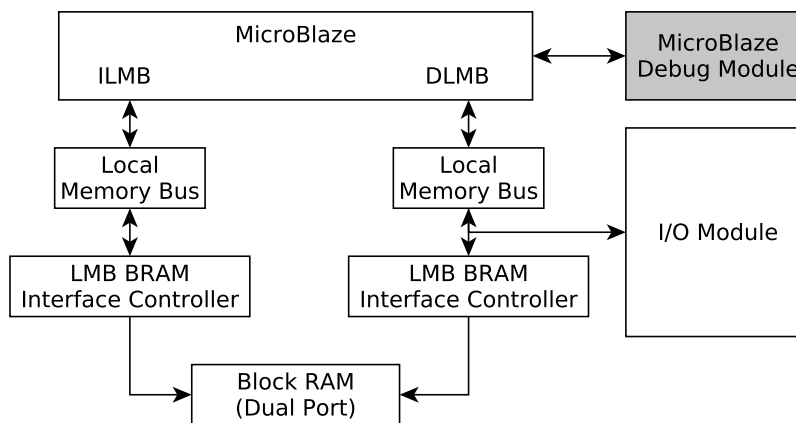 MicroBlaze
ILMB
DLMB
MicroBlaze
Debug Module
Local
Memory Bus
Local
Memory Bus
I/O Module
LMB BRAM
Interface Controller
LMB BRAM
Interface Controller
Block RAM
(Dual Port)